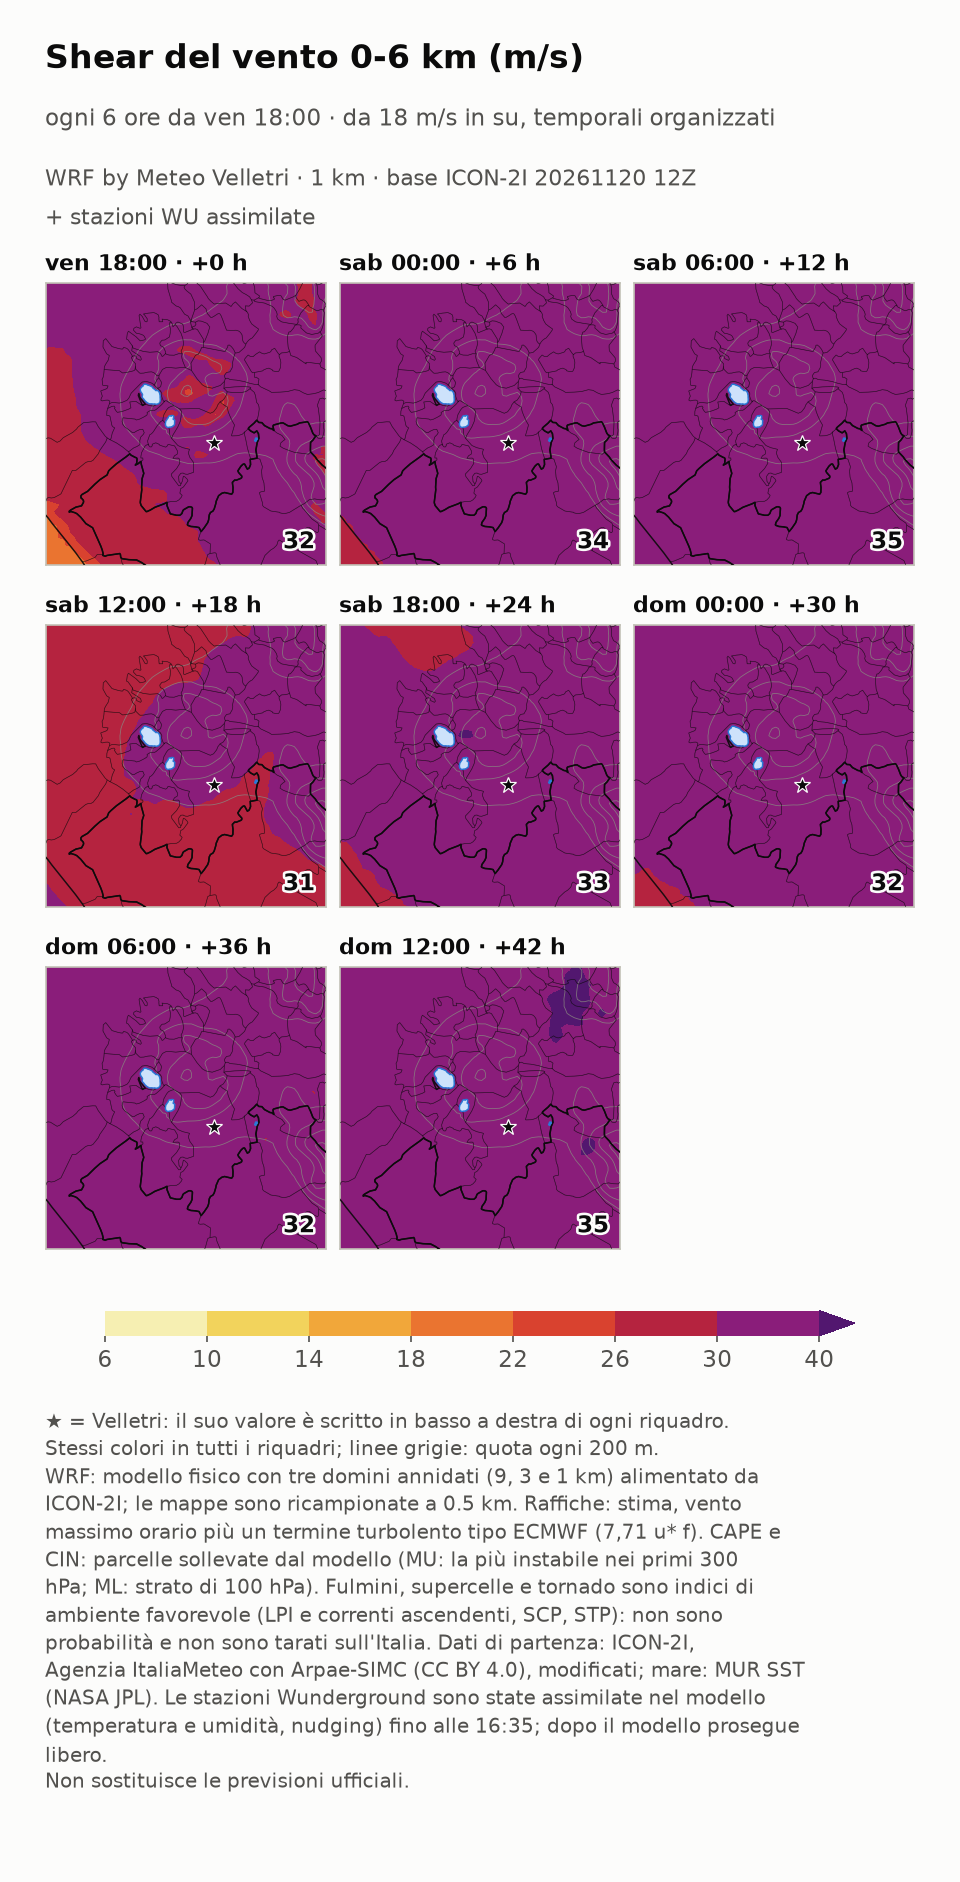 Shear del vento 0-6 km (m/s)
ogni 6 ore da ven 18:00 · da 18 m/s in su, temporali organizzati
WRF by Meteo Velletri · 1 km · base ICON-2I 20261120 12Z
+ stazioni WU assimilate
ven 18:00 · +0 h
sab 00:00 · +6 h
sab 06:00 · +12 h
32
34
35
sab 12:00 · +18 h
sab 18:00 · +24 h
dom 00:00 · +30 h
31
33
32
dom 06:00 · +36 h
dom 12:00 · +42 h
32
35
6 10 14 18 22 26 30 40
★ = Velletri: il suo valore è scritto in basso a destra di ogni riquadro.
Stessi colori in tutti i riquadri; linee grigie: quota ogni 200 m.
WRF: modello fisico con tre domini annidati (9, 3 e 1 km) alimentato da
ICON-2I; le mappe sono ricampionate a 0.5 km. Raffiche: stima, vento
massimo orario più un termine turbolento tipo ECMWF (7,71 u* f). CAPE e
CIN: parcelle sollevate dal modello (MU: la più instabile nei primi 300
hPa; ML: strato di 100 hPa). Fulmini, supercelle e tornado sono indici di
ambiente favorevole (LPI e correnti ascendenti, SCP, STP): non sono
probabilità e non sono tarati sull'Italia. Dati di partenza: ICON-2I,
Agenzia ItaliaMeteo con Arpae-SIMC (CC BY 4.0), modificati; mare: MUR SST
(NASA JPL). Le stazioni Wunderground sono state assimilate nel modello
(temperatura e umidità, nudging) fino alle 16:35; dopo il modello prosegue
libero.
Non sostituisce le previsioni ufficiali.